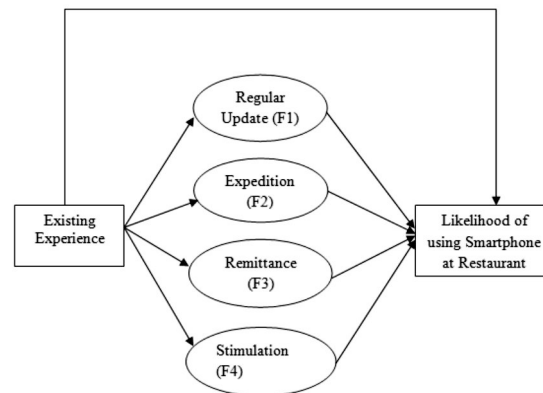 Regular
Update (F1)
Expedition
(F2)
Existing
Experience
Likelihood of
using Smartphone
at Restaurant
Remittance
(F3)
Stimulation
(F4)